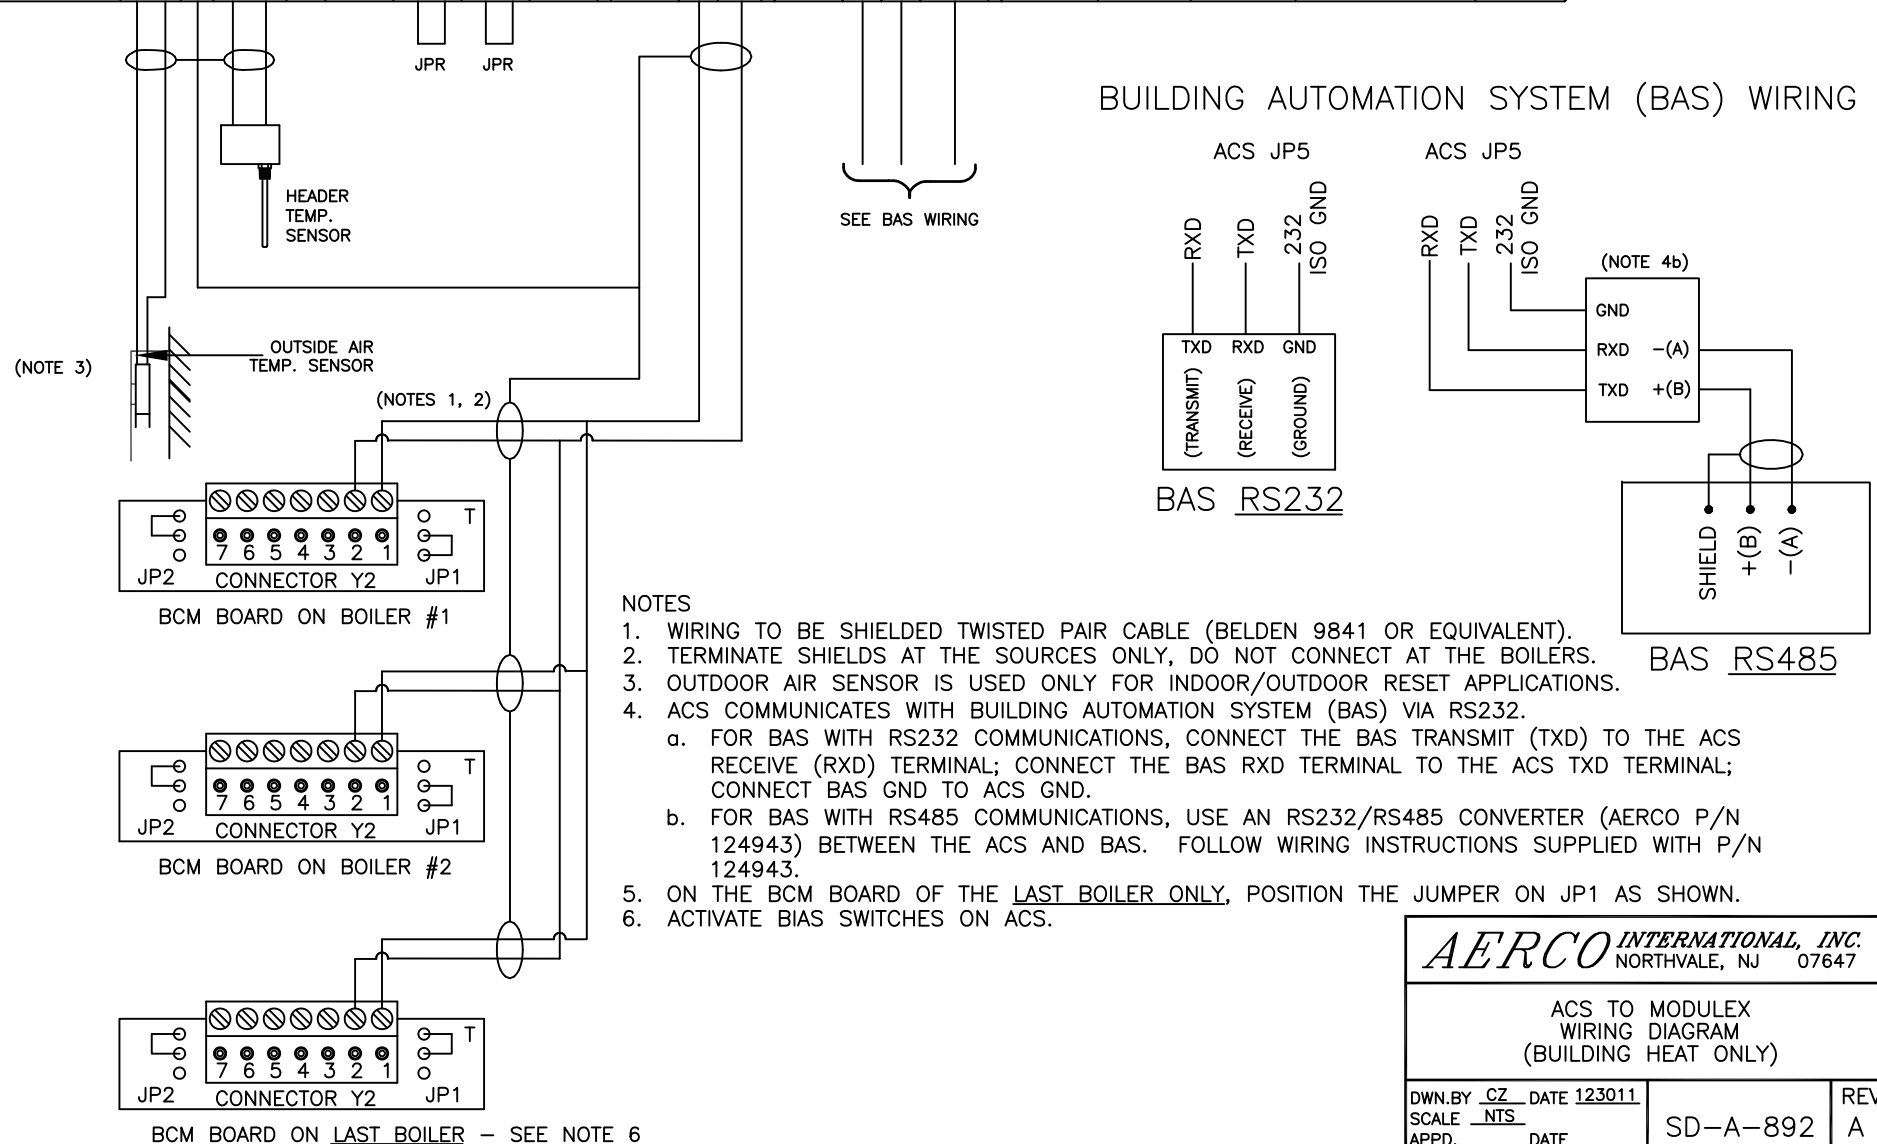 JPR JPR
HEADER
TEMP.
SENSOR
SEE BAS WIRING
(NOTE 3)
OUTSIDE AIR
TEMP. SENSOR
(NOTES 1, 2)
BUILDING AUTOMATION SYSTEM (BAS) WIRING
ACS JP5
RXD
TXD
232
ISO GND
TXD RXD GND
(TRANSMIT)
(RECEIVE)
(GROUND)
BAS RS232
ACS JP5
RXD
TXD
232
ISO GND
(NOTE 4b)
GND
RXD -(A)
TXD +(B)
SHIELD
+(B)
-(A)
BAS RS485
T
7 6 5 4 3 2 1
JP2 CONNECTOR Y2 JP1
BCM BOARD ON BOILER #1
T
7 6 5 4 3 2 1
JP2 CONNECTOR Y2 JP1
BCM BOARD ON BOILER #2
T
7 6 5 4 3 2 1
JP2 CONNECTOR Y2 JP1
BCM BOARD ON LAST BOILER – SEE NOTE 6
NOTES
1. WIRING TO BE SHIELDED TWISTED PAIR CABLE (BELDEN 9841 OR EQUIVALENT).
2. TERMINATE SHIELDS AT THE SOURCES ONLY, DO NOT CONNECT AT THE BOILERS.
3. OUTDOOR AIR SENSOR IS USED ONLY FOR INDOOR/OUTDOOR RESET APPLICATIONS.
4. ACS COMMUNICATES WITH BUILDING AUTOMATION SYSTEM (BAS) VIA RS232.
a. FOR BAS WITH RS232 COMMUNICATIONS, CONNECT THE BAS TRANSMIT (TXD) TO THE ACS
RECEIVE (RXD) TERMINAL; CONNECT THE BAS RXD TERMINAL TO THE ACS TXD TERMINAL;
CONNECT BAS GND TO ACS GND.
b. FOR BAS WITH RS485 COMMUNICATIONS, USE AN RS232/RS485 CONVERTER (AERCO P/N
124943) BETWEEN THE ACS AND BAS. FOLLOW WIRING INSTRUCTIONS SUPPLIED WITH P/N
124943.
5. ON THE BCM BOARD OF THE LAST BOILER ONLY, POSITION THE JUMPER ON JP1 AS SHOWN.
6. ACTIVATE BIAS SWITCHES ON ACS.
AERCO INTERNATIONAL, INC.
NORTHVALE, NJ 07647
ACS TO MODULEX
WIRING DIAGRAM
(BUILDING HEAT ONLY)
DWN.BY CZ DATE 123011
SCALE NTS
APPD. DATE
SD-A-892
REV
A